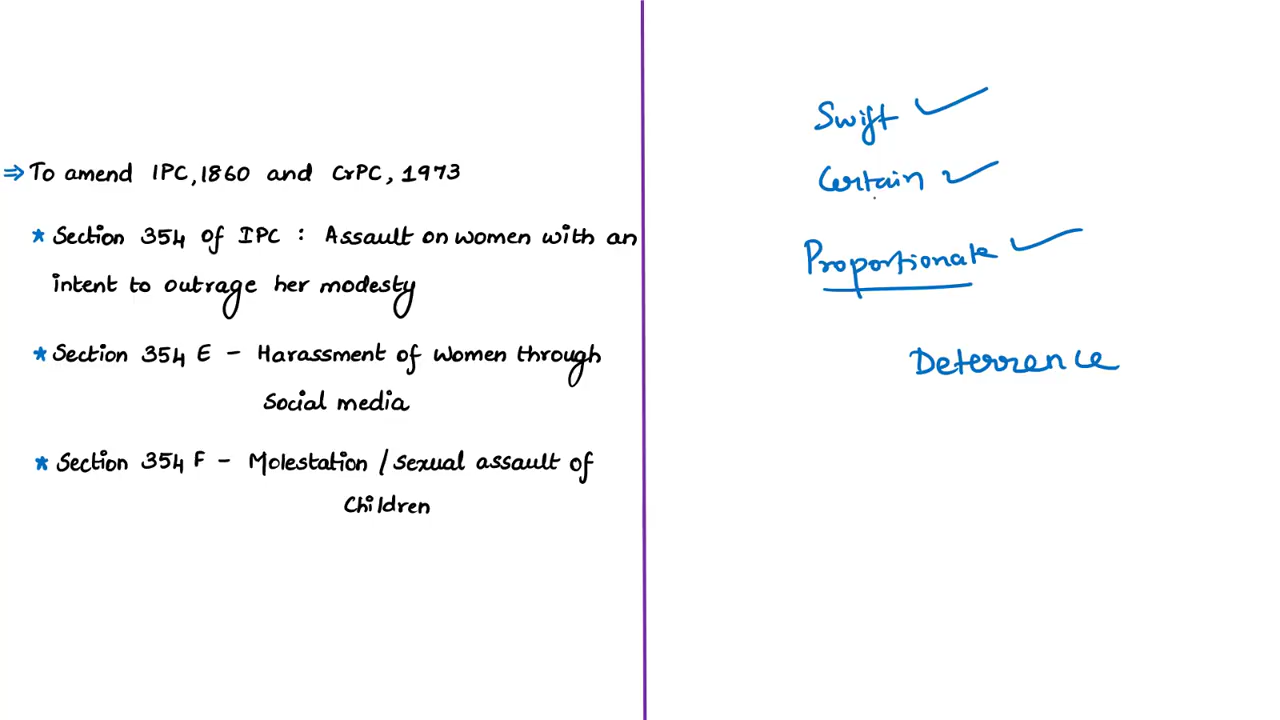 ⇒ To amend IPC, 1860 and CrPC, 1973
* Section 354 of IPC : Assault on women with an
intent to outrage her modesty
* Section 354 E - Harassment of women through
Social media
* Section 354 F - Molestation / sexual assault of
Children
Swift ✓
Certain ✓
Proportionate ✓
Deterrence